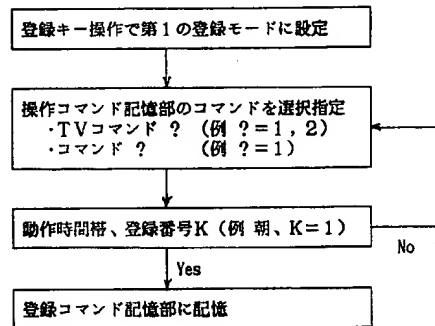 登録キー操作で第1の登録モードに設定
操作コマンド記憶部のコマンドを選択指定
・TVコマンド ? (例 ?=1,2)
・コマンド ? (例 ?=1)
動作時間帯、登録番号K(例 朝、K=1)
No
Yes
登録コマンド記憶部に記憶